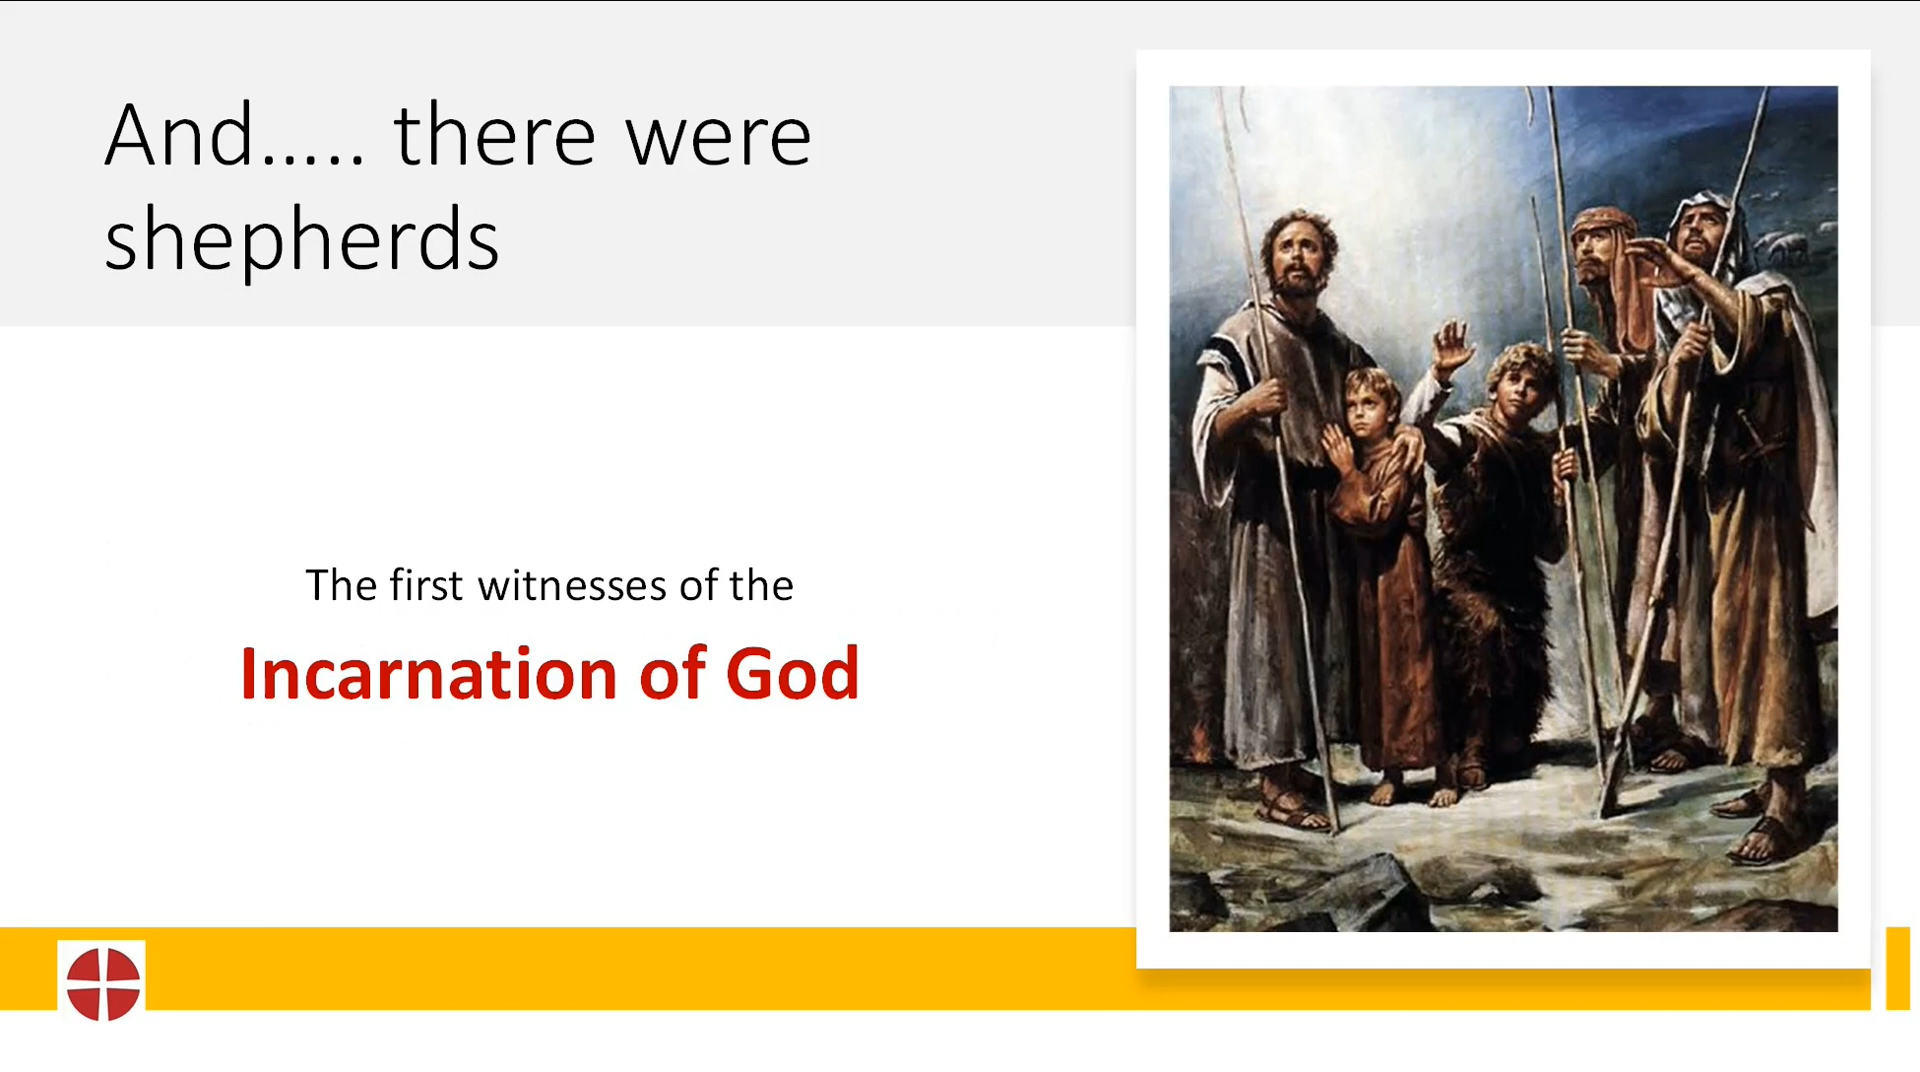 And..... there were
shepherds
The first witnesses of the
Incarnation of God